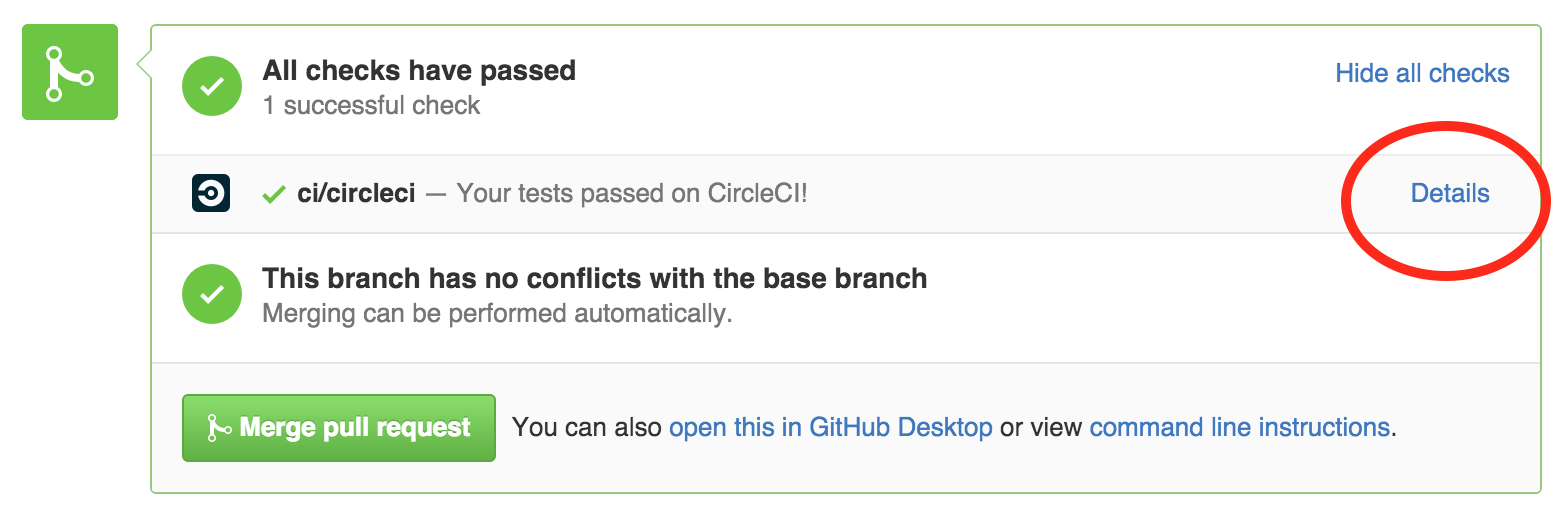 All checks have passed
Hide all checks
1 successful check
ci/circleci — Your tests passed on CircleCI!
Details
This branch has no conflicts with the base branch
Merging can be performed automatically.
Merge pull request You can also open this in GitHub Desktop or view command line instructions.